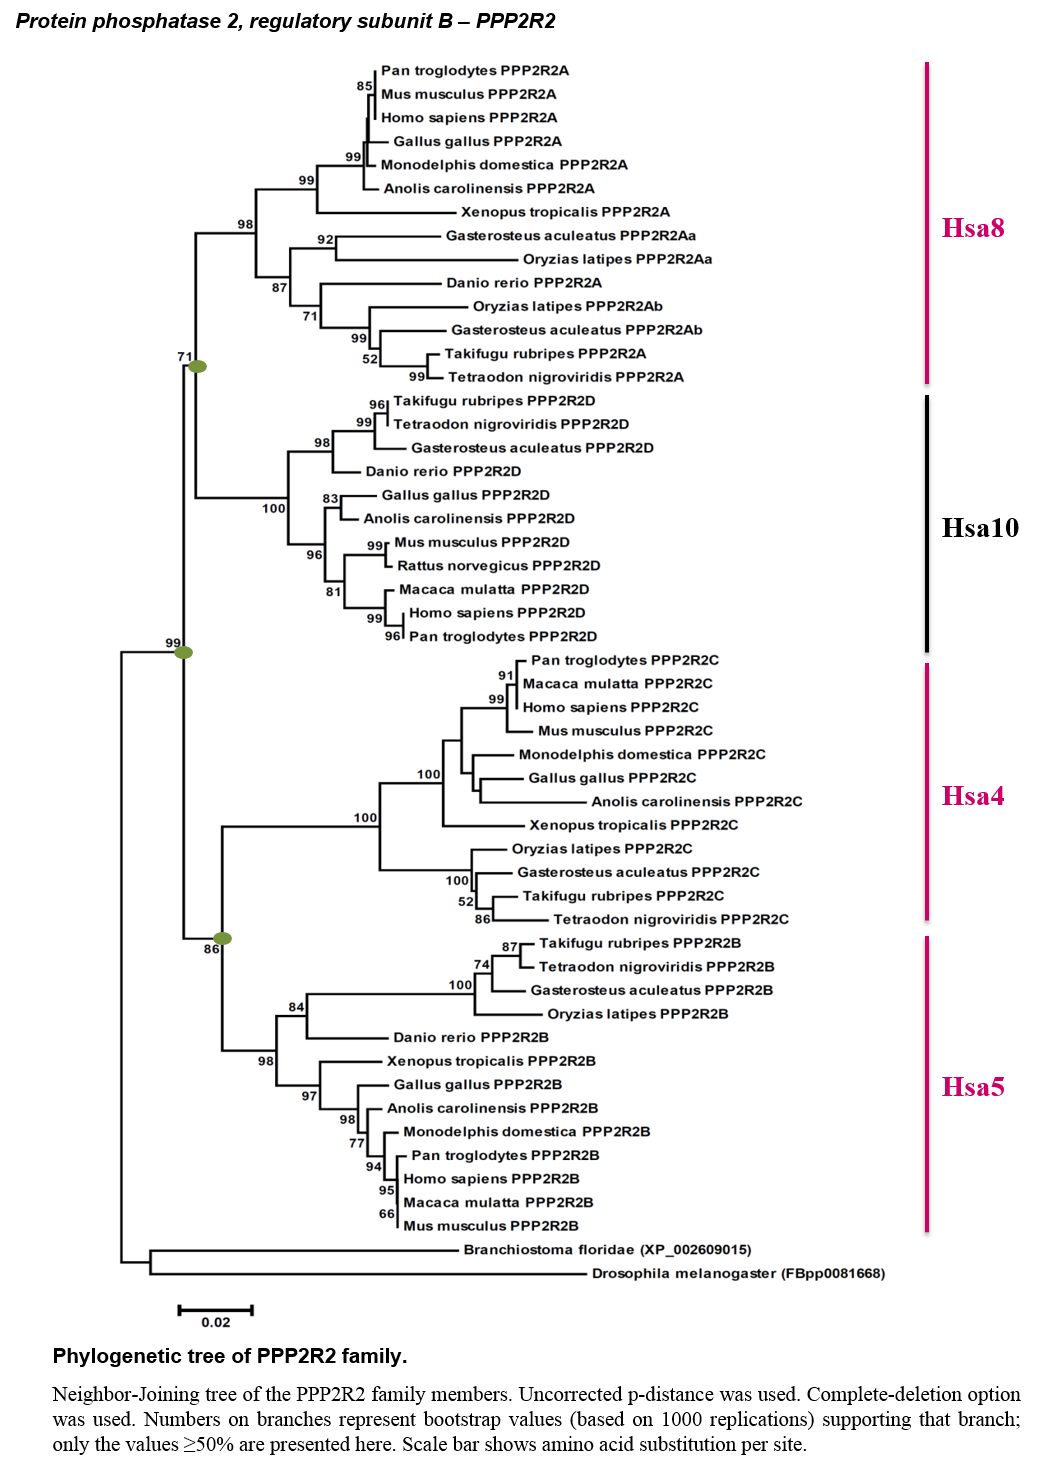 Protein phosphatase 2, regulatory subunit B – PPP2R2
Pan troglodytes PPP2R2A
85
Mus musculus PPP2R2A
Homo sapiens PPP2R2A
Gallus gallus PPP2R2A
99
Monodelphis domestica PPP2R2A
99
Anolis carolinensis PPP2R2A
Xenopus tropicalis PPP2R2A
98
Hsa8
92
Gasterosteus aculeatus PPP2R2Aa
Oryzias latipes PPP2R2Aa
87
Danio rerio PPP2R2A
71
Oryzias latipes PPP2R2Ab
99
Gasterosteus aculeatus PPP2R2Ab
52
Takifugu rubripes PPP2R2A
71
99
Tetraodon nigroviridis PPP2R2A
96
Takifugu rubripes PPP2R2D
99
Tetraodon nigroviridis PPP2R2D
98
Gasterosteus aculeatus PPP2R2D
Danio rerio PPP2R2D
83
Gallus gallus PPP2R2D
100
Anolis carolinensis PPP2R2D
Hsa10
99
Mus musculus PPP2R2D
96
Rattus norvegicus PPP2R2D
81
Macaca mulatta PPP2R2D
99
Homo sapiens PPP2R2D
96
Pan troglodytes PPP2R2D
99
Pan troglodytes PPP2R2C
91
Macaca mulatta PPP2R2C
99
Homo sapiens PPP2R2C
Mus musculus PPP2R2C
Monodelphis domestica PPP2R2C
100
Gallus gallus PPP2R2C
Anolis carolinensis PPP2R2C
Hsa4
100
Xenopus tropicalis PPP2R2C
Oryzias latipes PPP2R2C
100
Gasterosteus aculeatus PPP2R2C
52
Takifugu rubripes PPP2R2C
86
Tetraodon nigroviridis PPP2R2C
86
87
Takifugu rubripes PPP2R2B
74
Tetraodon nigroviridis PPP2R2B
100
Gasterosteus aculeatus PPP2R2B
84
Oryzias latipes PPP2R2B
Danio rerio PPP2R2B
98
Xenopus tropicalis PPP2R2B
97
Gallus gallus PPP2R2B
Hsa5
98
Anolis carolinensis PPP2R2B
77
Monodelphis domestica PPP2R2B
94
Pan troglodytes PPP2R2B
95
Homo sapiens PPP2R2B
66
Macaca mulatta PPP2R2B
Mus musculus PPP2R2B
Branchiostoma floridae (XP_002609015)
Drosophila melanogaster (FBpp0081668)
0.02
Phylogenetic tree of PPP2R2 family.
Neighbor-Joining tree of the PPP2R2 family members. Uncorrected p-distance was used. Complete-deletion option
was used. Numbers on branches represent bootstrap values (based on 1000 replications) supporting that branch;
only the values ≥50% are presented here. Scale bar shows amino acid substitution per site.